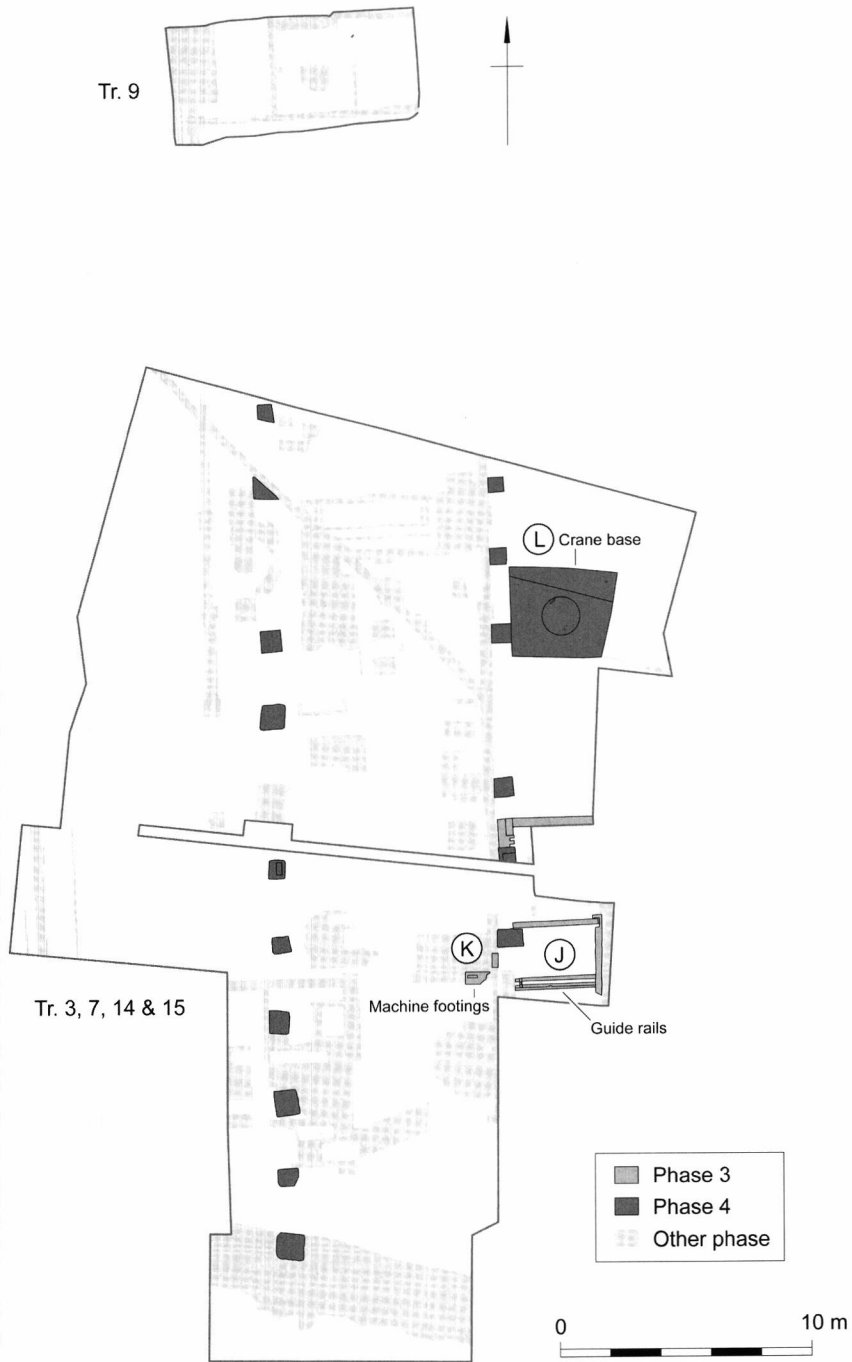 Tr. 9
L Crane base
K
J
Machine footings
Guide rails
Tr. 3, 7, 14 & 15
Phase 3
Phase 4
Other phase
0 10 m